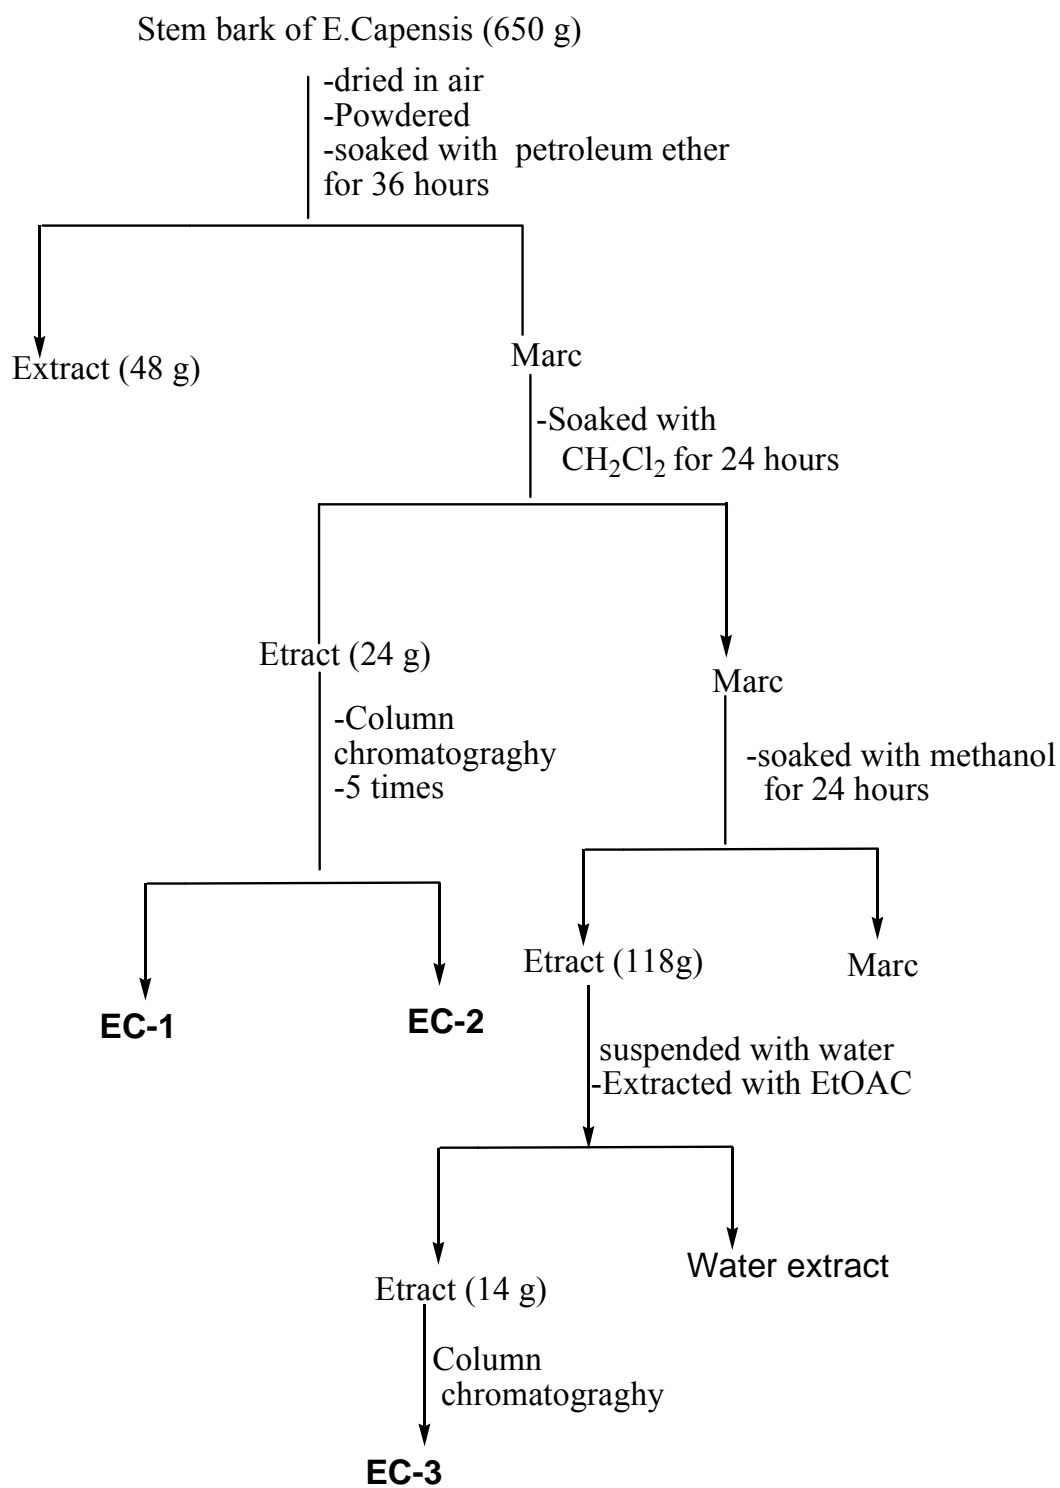 Stem bark of E.Capensis (650 g)
-dried in air
-Powdered
-soaked with petroleum ether
for 36 hours
Extract (48 g)
Marc
-Soaked with
CH₂Cl₂ for 24 hours
Etract (24 g)
Marc
-Column
chromatograghy
-5 times
-soaked with methanol
for 24 hours
Etract (118g)
Marc
EC-1
EC-2
suspended with water
-Extracted with EtOAC
Water extract
Etract (14 g)
Column
chromatograghy
EC-3